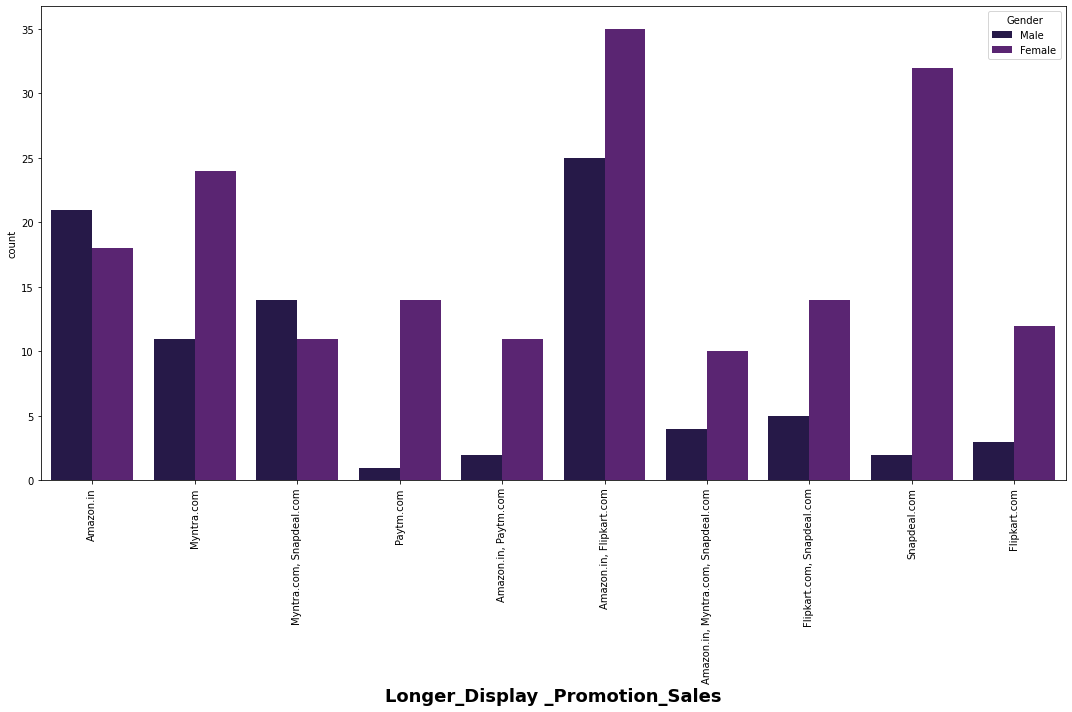 Gender
Male
Female
35
30
25
20
15
10
5
0
count
Amazon.in
Myntra.com
Myntra.com, Snapdeal.com
Paytm.com
Amazon.in, Paytm.com
Amazon.in, Flipkart.com
Amazon.in, Myntra.com, Snapdeal.com
Flipkart.com, Snapdeal.com
Snapdeal.com
Flipkart.com
Longer_Display _Promotion_Sales